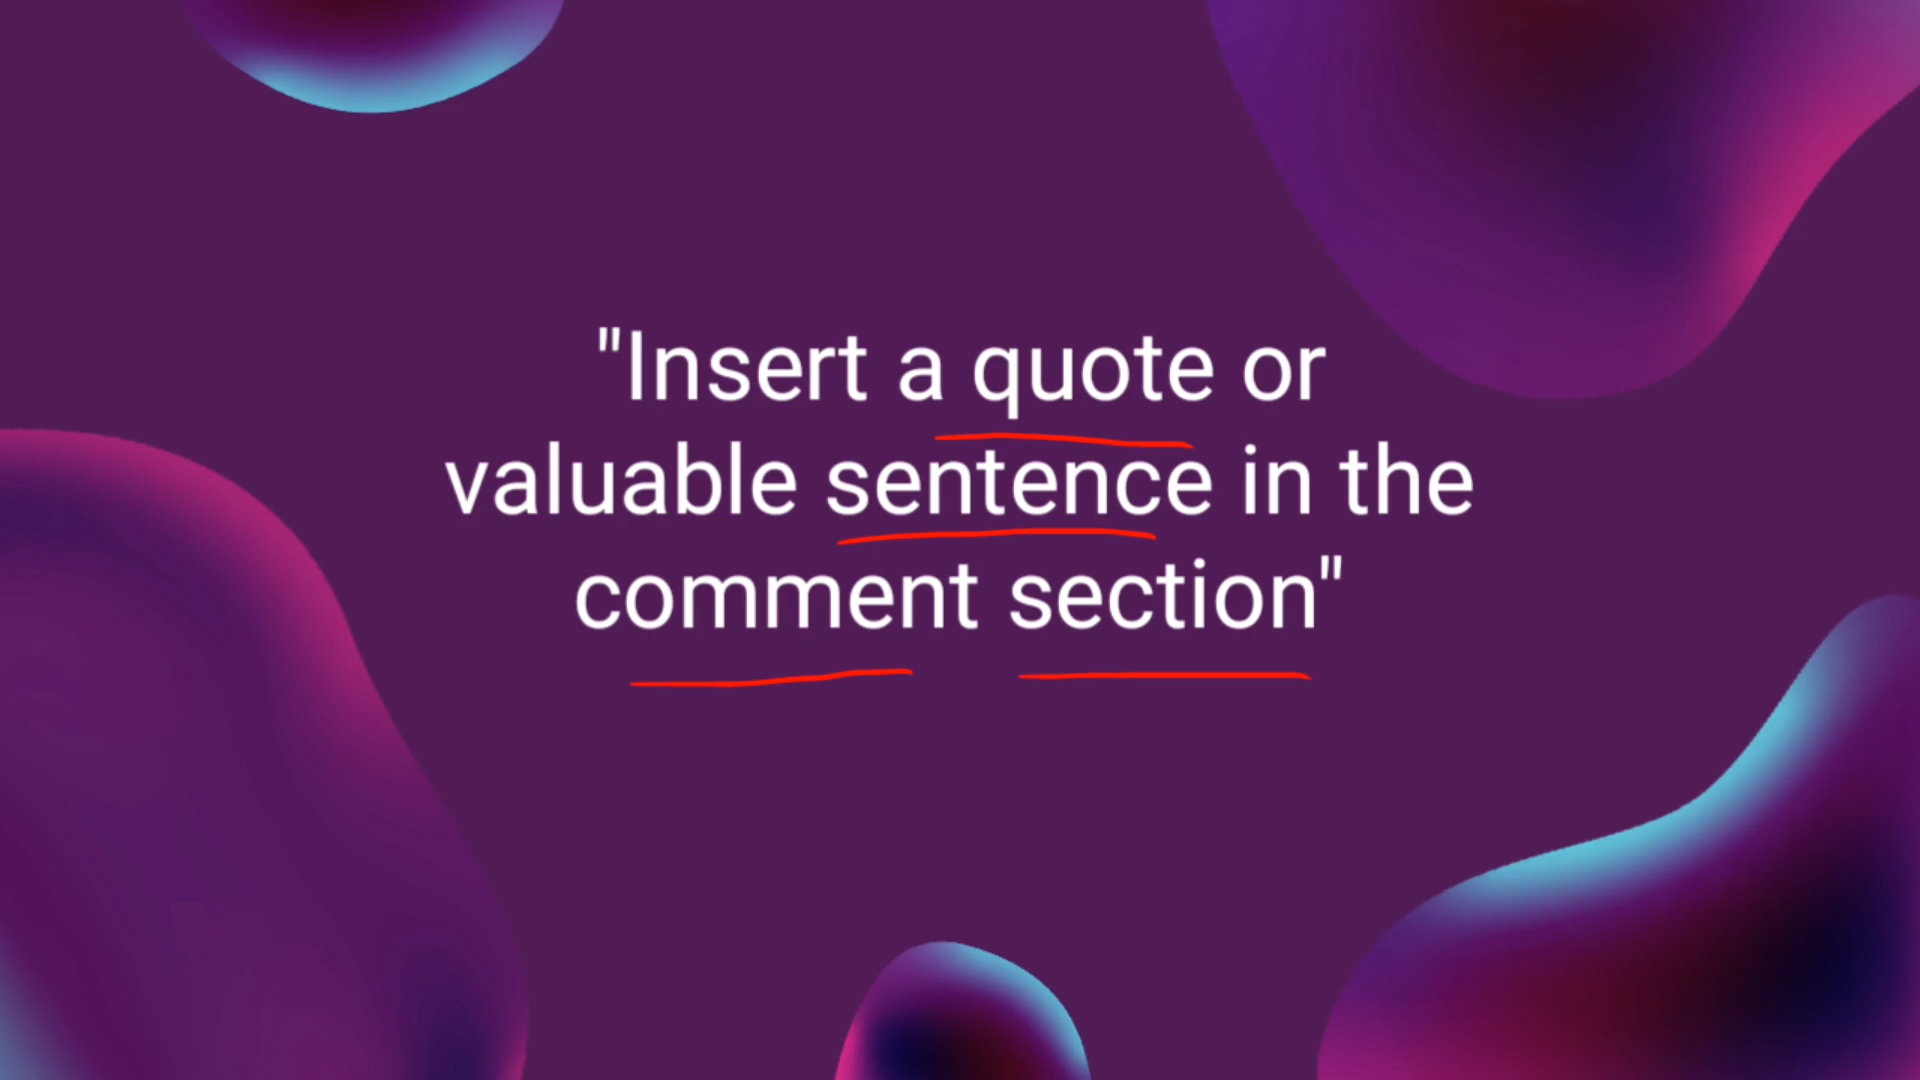 "Insert a quote or
valuable sentence in the
comment section"